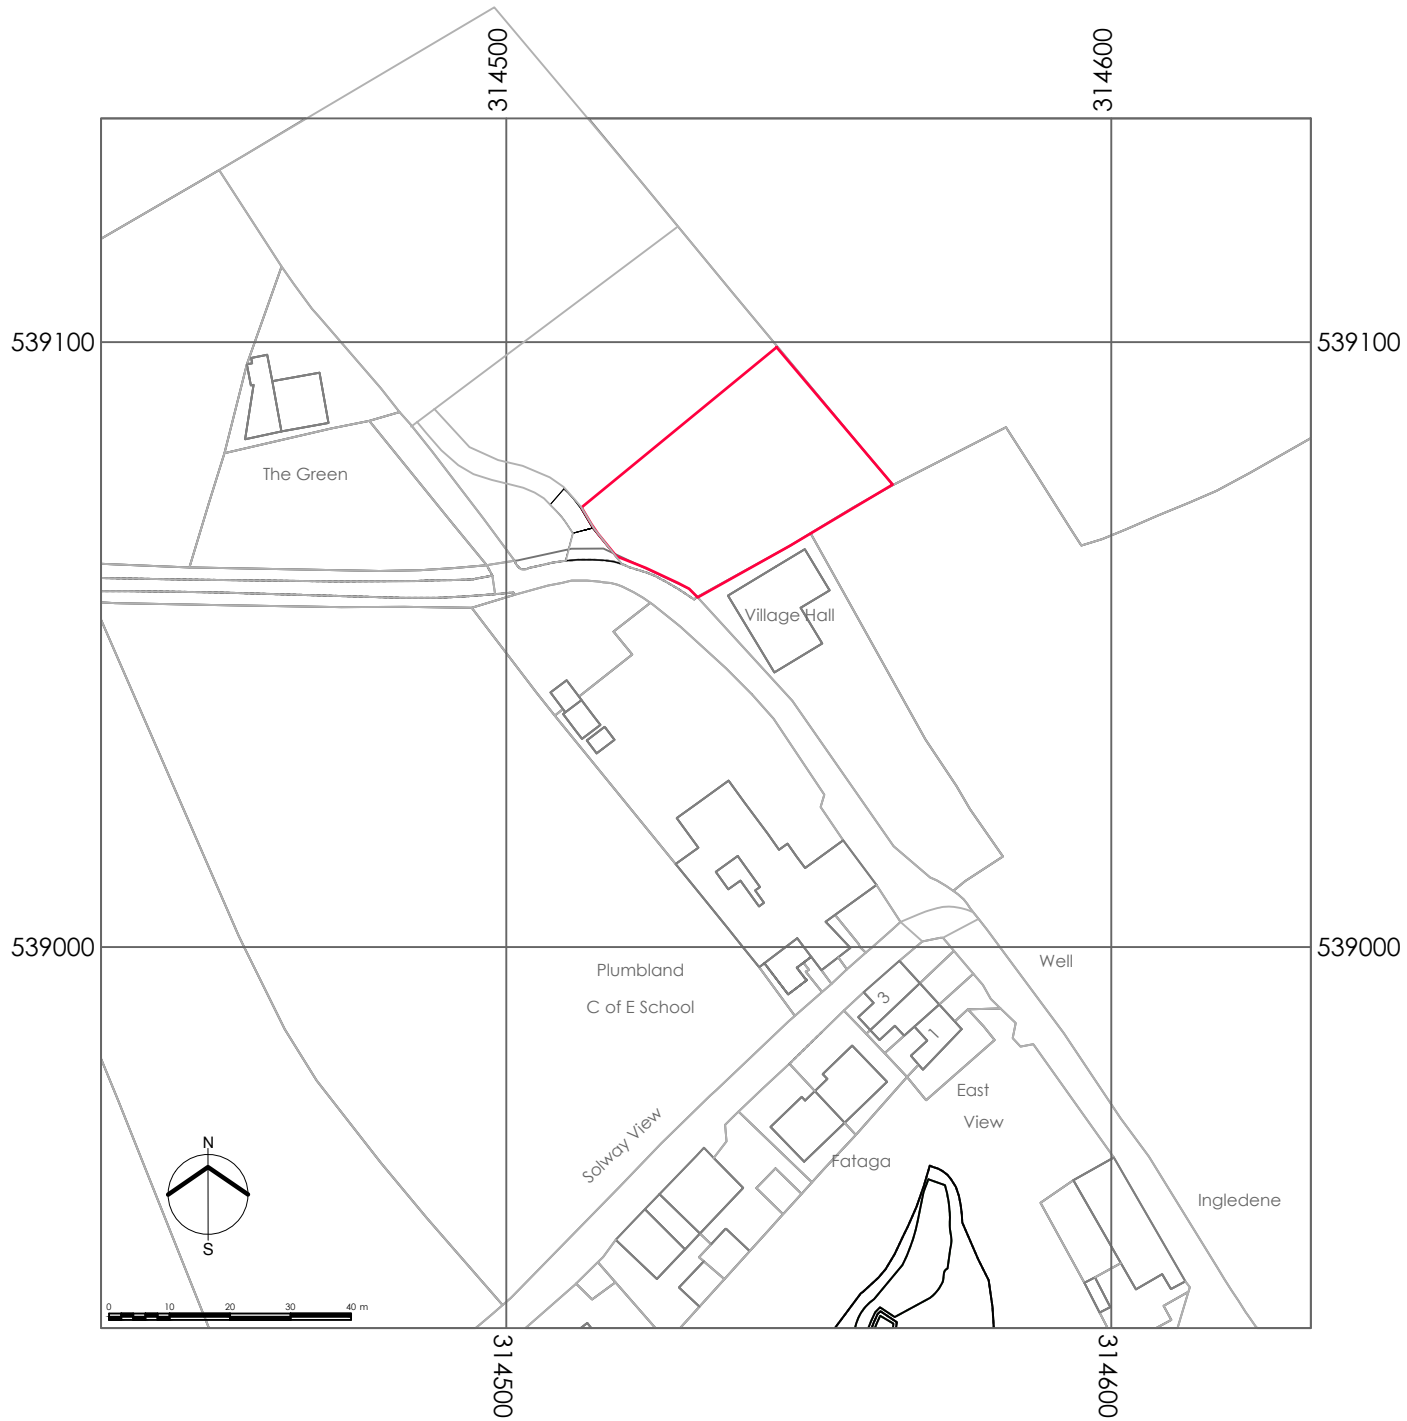 314500
314600
539100
539100
The Green
Village Hall
539000
539000
Well
Plumbland
C of E School
3
1
East
View
Solway View
Fataga
Ingledene
N
S
0 10 20 30 40 m
314500
314600